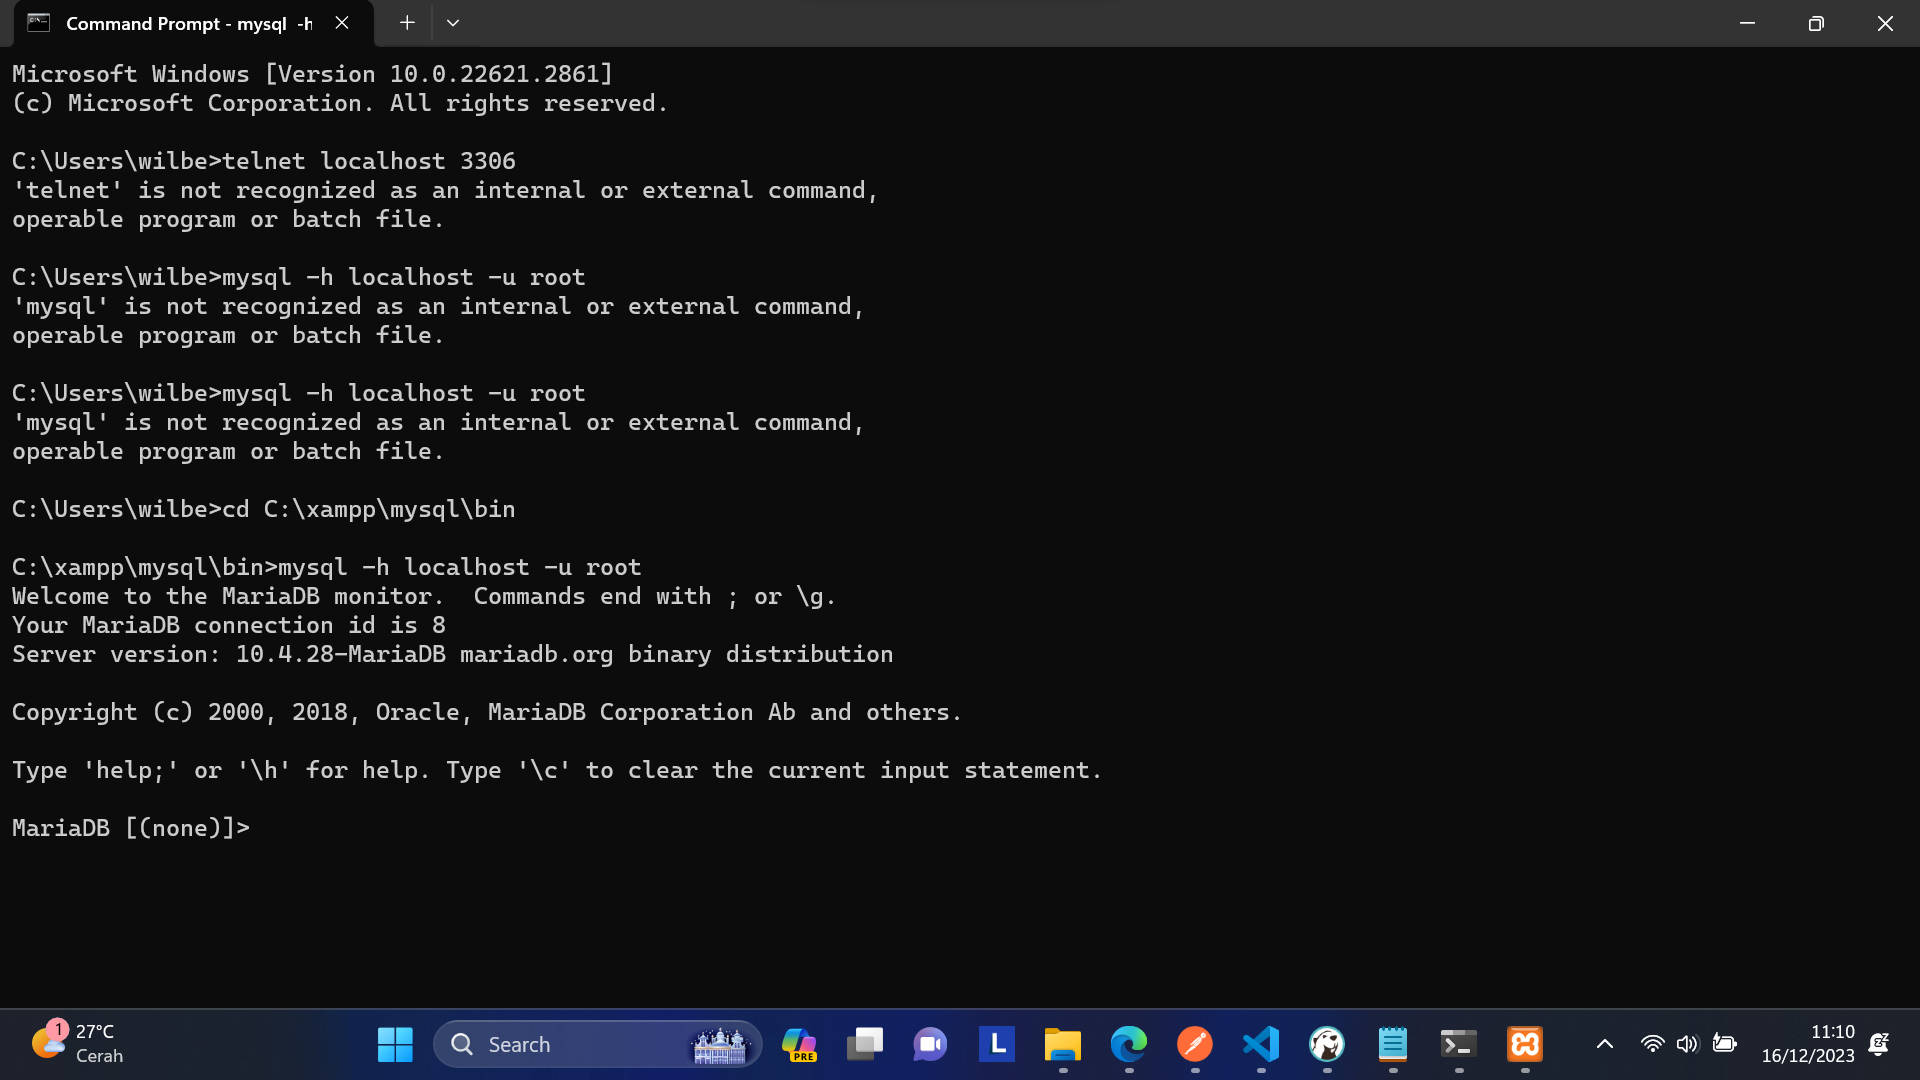 Command Prompt - mysql  -h
Microsoft Windows [Version 10.0.22621.2861]
(c) Microsoft Corporation. All rights reserved.
C:\Users\wilbe>telnet localhost 3306
'telnet' is not recognized as an internal or external command,
operable program or batch file.
C:\Users\wilbe>mysql -h localhost -u root
'mysql' is not recognized as an internal or external command,
operable program or batch file.
C:\Users\wilbe>mysql -h localhost -u root
'mysql' is not recognized as an internal or external command,
operable program or batch file.
C:\Users\wilbe>cd C:\xampp\mysql\bin
C:\xampp\mysql\bin>mysql -h localhost -u root
Welcome to the MariaDB monitor.  Commands end with ; or \g.
Your MariaDB connection id is 8
Server version: 10.4.28-MariaDB mariadb.org binary distribution
Copyright (c) 2000, 2018, Oracle, MariaDB Corporation Ab and others.
Type 'help;' or '\h' for help. Type '\c' to clear the current input statement.
MariaDB [(none)]>
1
27°C
Cerah
Search
PRE
L
11:10
16/12/2023